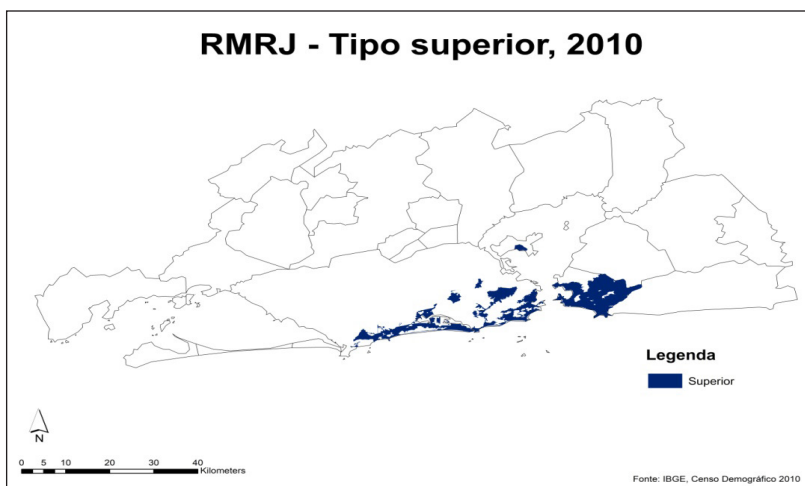 RMRJ - Tipo superior, 2010
Legenda
Superior
N
0 5 10 20 30 40
Kilometers
Fonte: IBGE, Censo Demográfico 2010